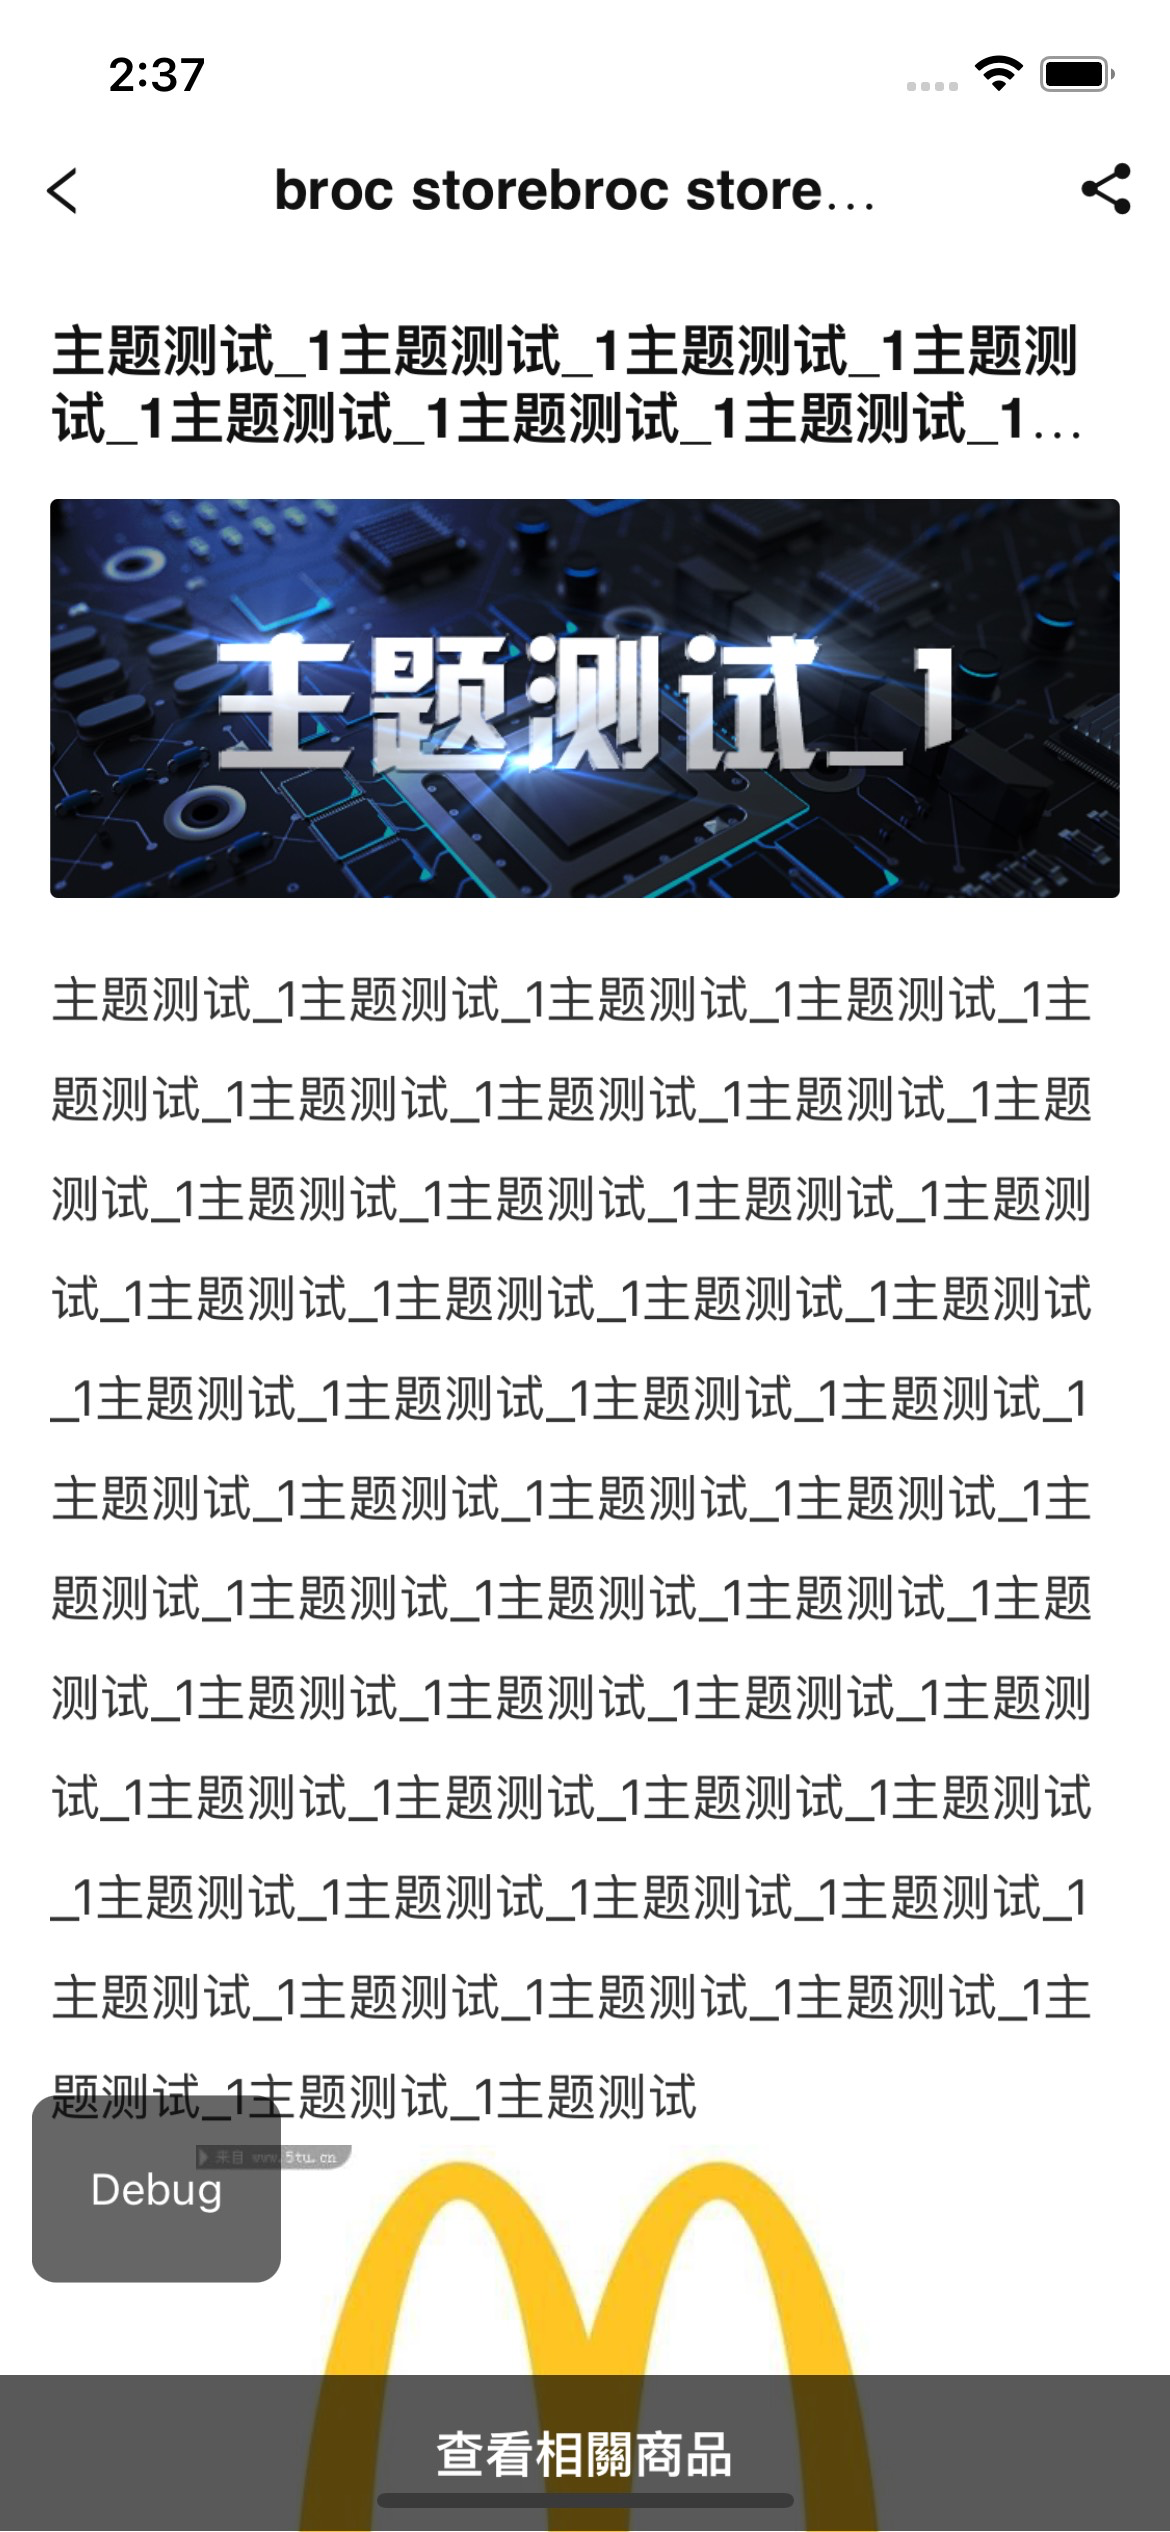 2:37
broc storebroc store...
主题测试_1主题测试_1主题测试_1主题测
试_1主题测试_1主题测试_1主题测试_1...
主题测试_1
主题测试_1主题测试_1主题测试_1主题测试_1主
题测试_1主题测试_1主题测试_1主题测试_1主题
测试_1主题测试_1主题测试_1主题测试_1主题测
试_1主题测试_1主题测试_1主题测试_1主题测试
_1主题测试_1主题测试_1主题测试_1主题测试_1
主题测试_1主题测试_1主题测试_1主题测试_1主
题测试_1主题测试_1主题测试_1主题测试_1主题
测试_1主题测试_1主题测试_1主题测试_1主题测
试_1主题测试_1主题测试_1主题测试_1主题测试
_1主题测试_1主题测试_1主题测试_1主题测试_1
主题测试_1主题测试_1主题测试_1主题测试_1主
题测试_1主题测试_1主题测试
来自 www.5tu.cn
Debug
查看相關商品